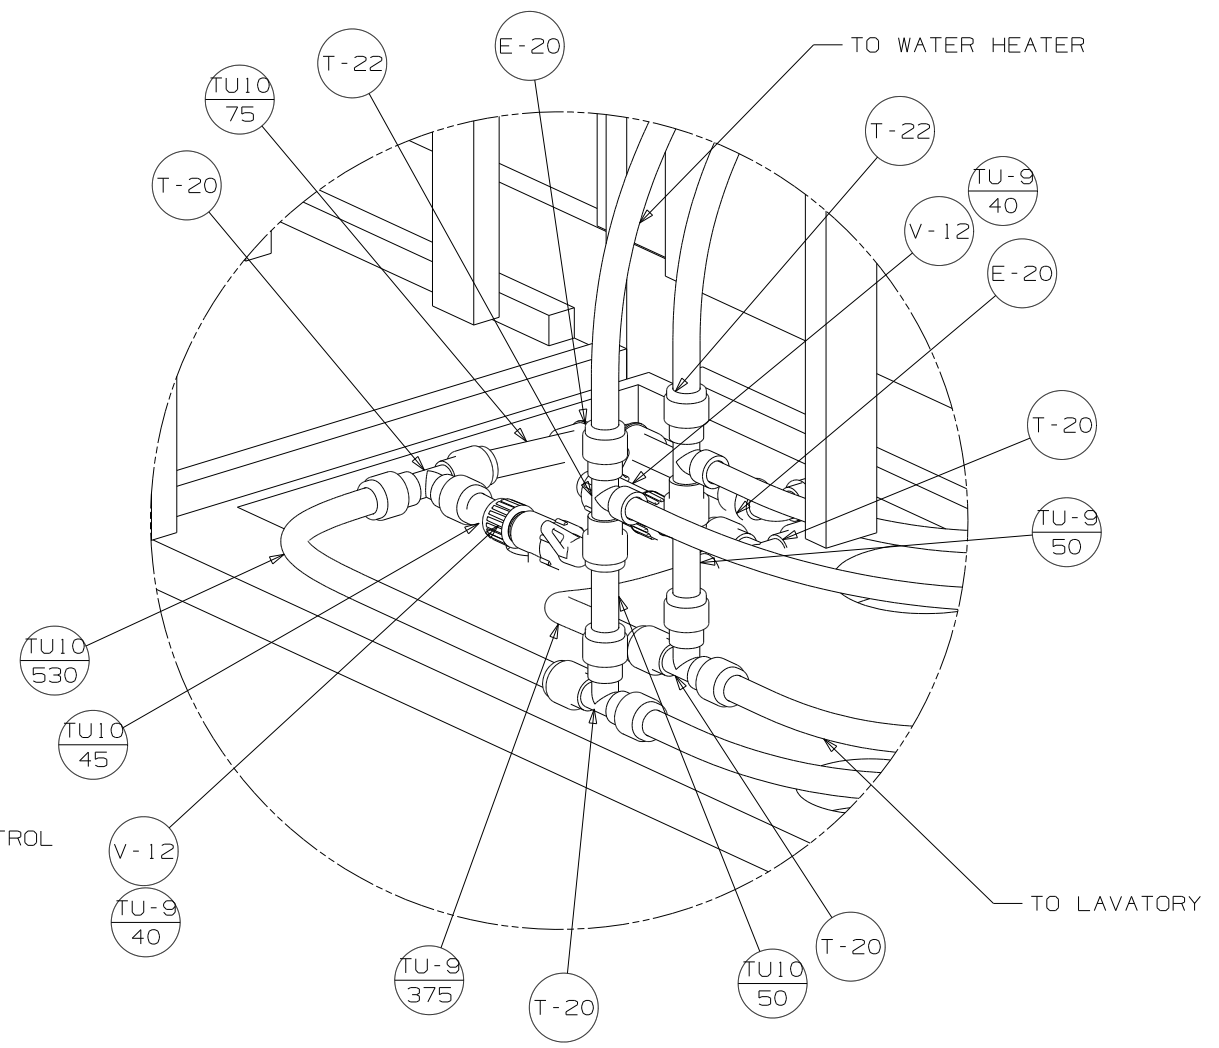 E-20
TO WATER HEATER
T-22
TU10
75
T-22
T-20
TU-9
40
V-12
E-20
T-20
TU-9
50
TU10
530
TU10
45
TROL
V-12
TU-9
40
TO LAVATORY
T-20
TU-9
375
TU10
50
T-20